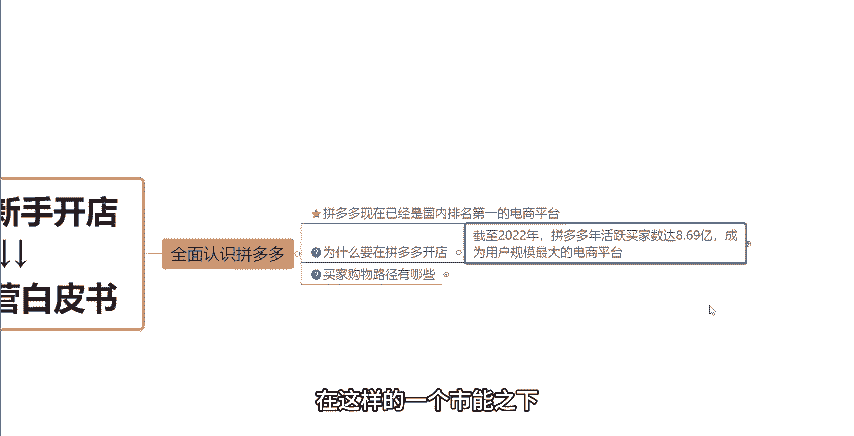 新手开店
↓↓
营白皮书
全面认识拼多多
拼多多现在已经是国内排名第一的电商平台
为什么要在拼多多开店
截至2022年，拼多多年活跃买家数达8.69亿，成
为用户规模最大的电商平台
买家购物路径有哪些
在这样的一个市能之下